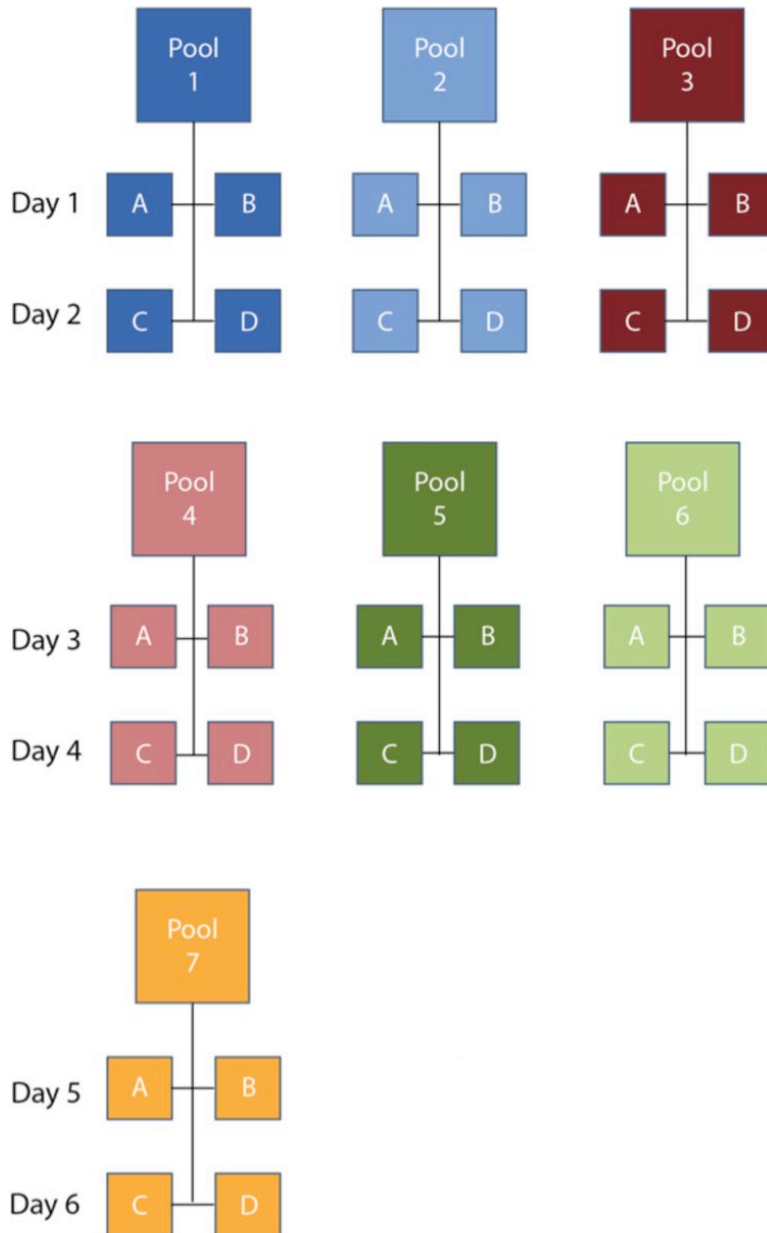 Pool
1
Pool
2
Pool
3
Day 1 A B A B A B
Day 2 C D C D C D
Pool
4
Pool
5
Pool
6
Day 3 A B A B A B
Day 4 C D C D C D
Pool
7
Day 5 A B
Day 6 C D